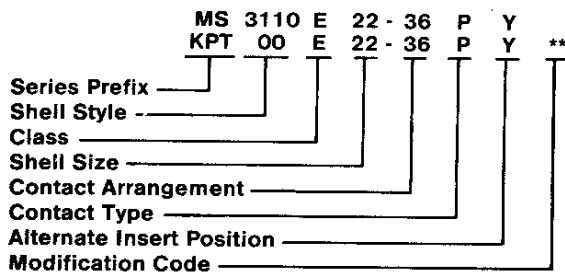 MS 3110 E 22 - 36 P Y
KPT 00 E 22 - 36 P Y **
Series Prefix
Shell Style
Class
Shell Size
Contact Arrangement
Contact Type
Alternate Insert Position
Modification Code